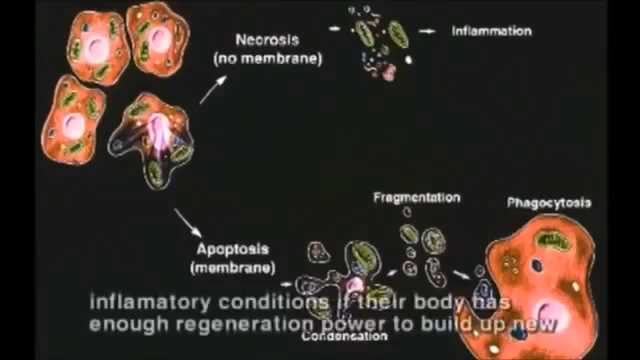 Necrosis
(no membrane)
Inflammation
Fragmentation
Phagocytosis
Apoptosis
(membrane)
inflamatory conditions if their body has
enough regeneration power to build up new
Condensation